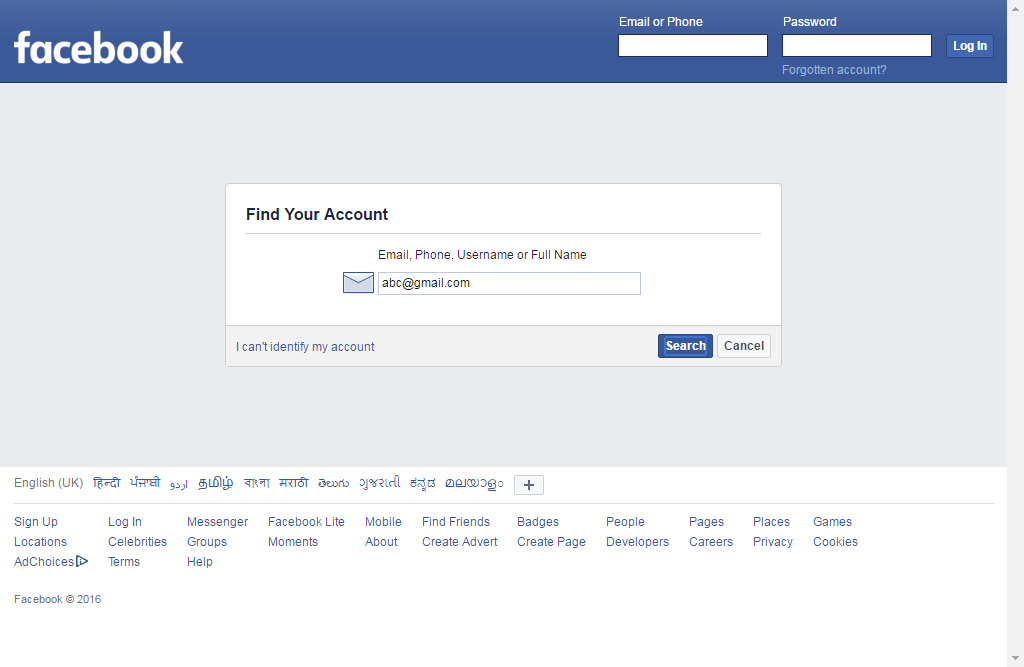 facebook
Email or Phone
Password
Log In
Forgotten account?
Find Your Account
Email, Phone, Username or Full Name
abc@gmail.com
I can't identify my account
Search
Cancel
English (UK) हिन्दी ਪੰਜਾਬੀ اردو தமிழ் বাংলা मराठी తెలుగు ગુજરાતી ಕನ್ನಡ മലയാളം +
Sign Up Log In Messenger Facebook Lite Mobile Find Friends Badges People Pages Places Games
Locations Celebrities Groups Moments About Create Advert Create Page Developers Careers Privacy Cookies
AdChoices Terms Help
Facebook © 2016